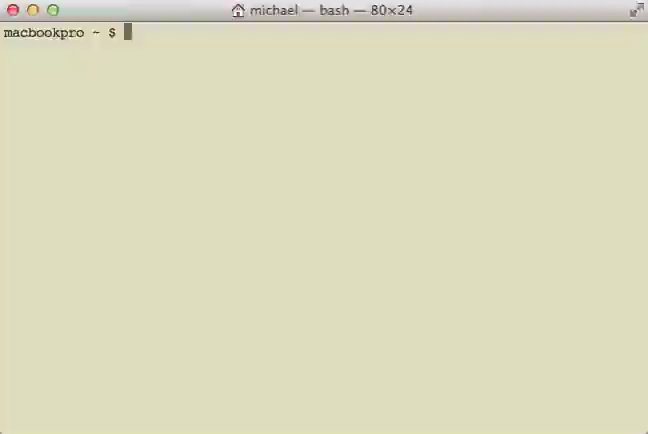 michael — bash — 80×24
macbookpro ~ $